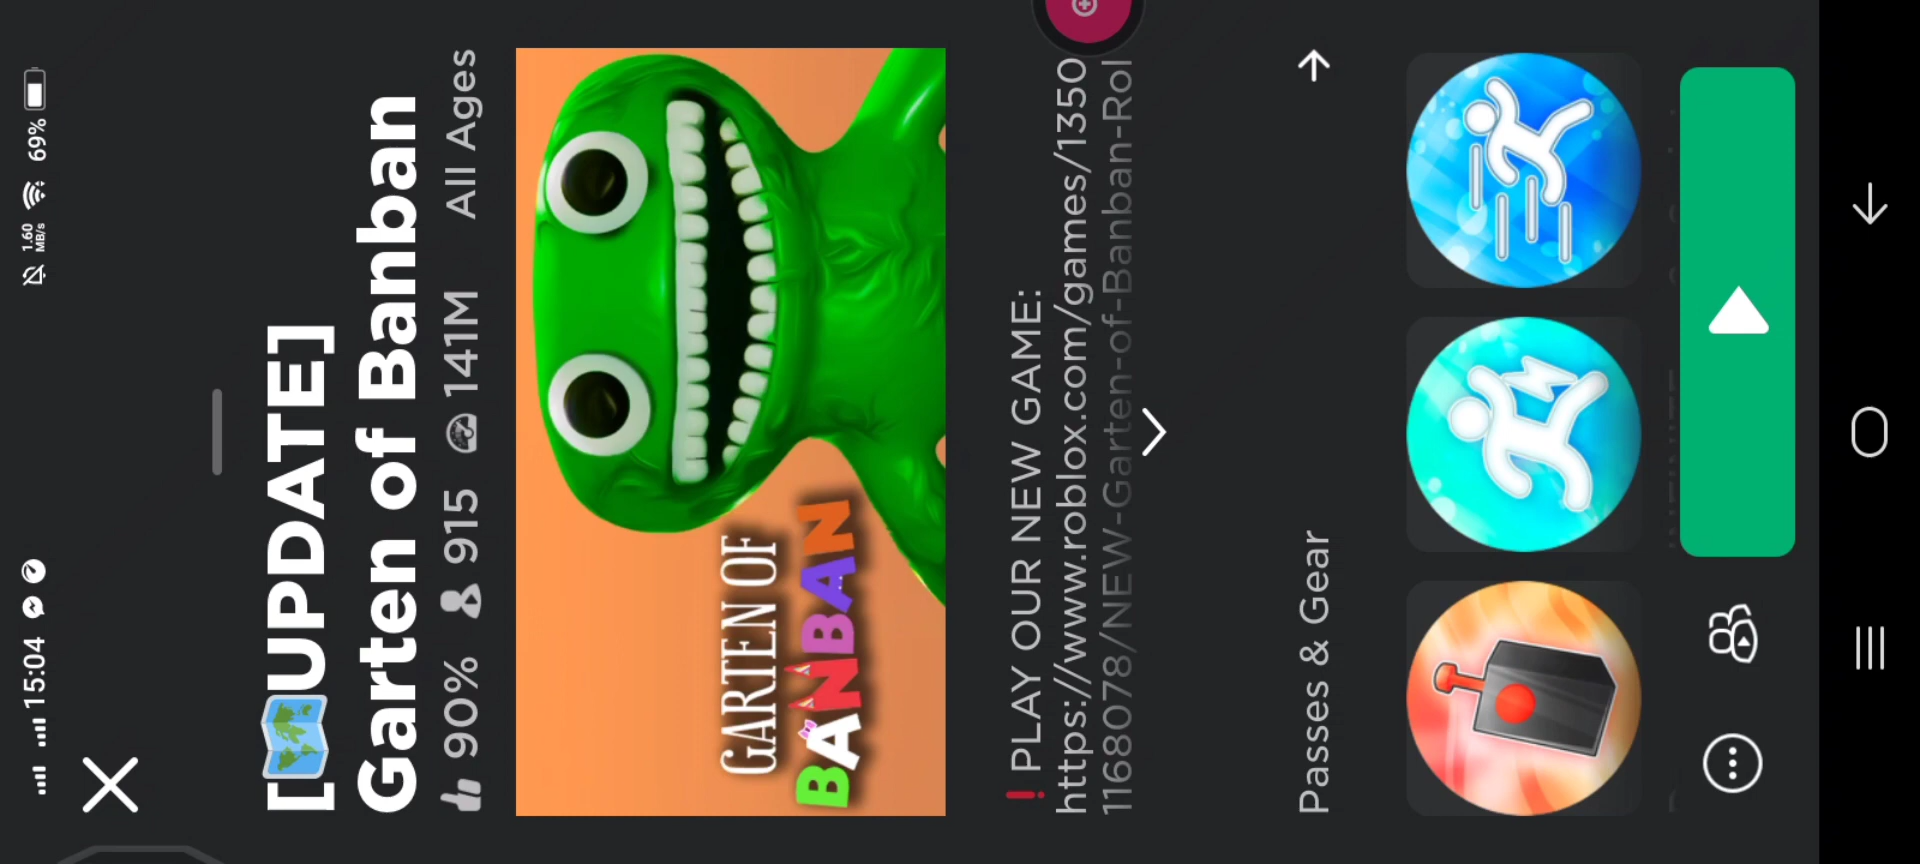 15:04
1.60
MB/s
69%
[🗺️UPDATE]
Garten of Banban
90% 915 141M All Ages
GARTEN OF
BANBAN
❗ PLAY OUR NEW GAME:
https://www.roblox.com/games/1350
1168078/NEW-Garten-of-Banban-Rol
Passes & Gear